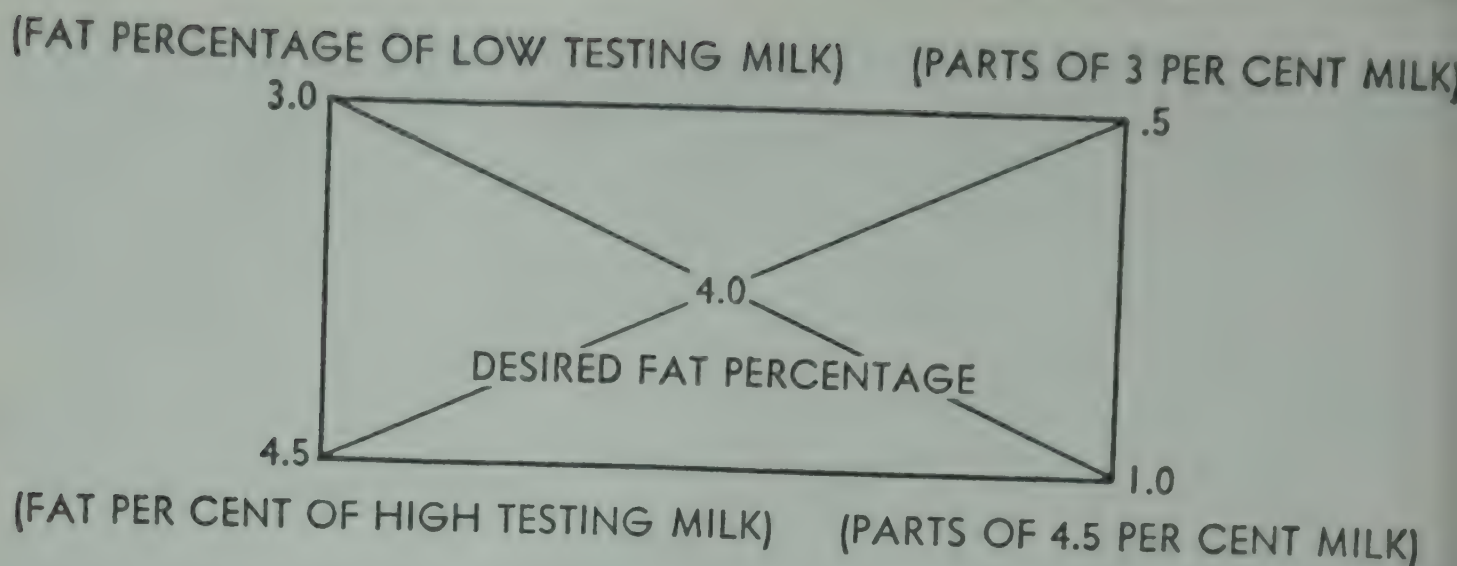 (FAT PERCENTAGE OF LOW TESTING MILK) (PARTS OF 3 PER CENT MILK)
3.0 .5
4.0
DESIRED FAT PERCENTAGE
4.5 1.0
(FAT PER CENT OF HIGH TESTING MILK) (PARTS OF 4.5 PER CENT MILK)